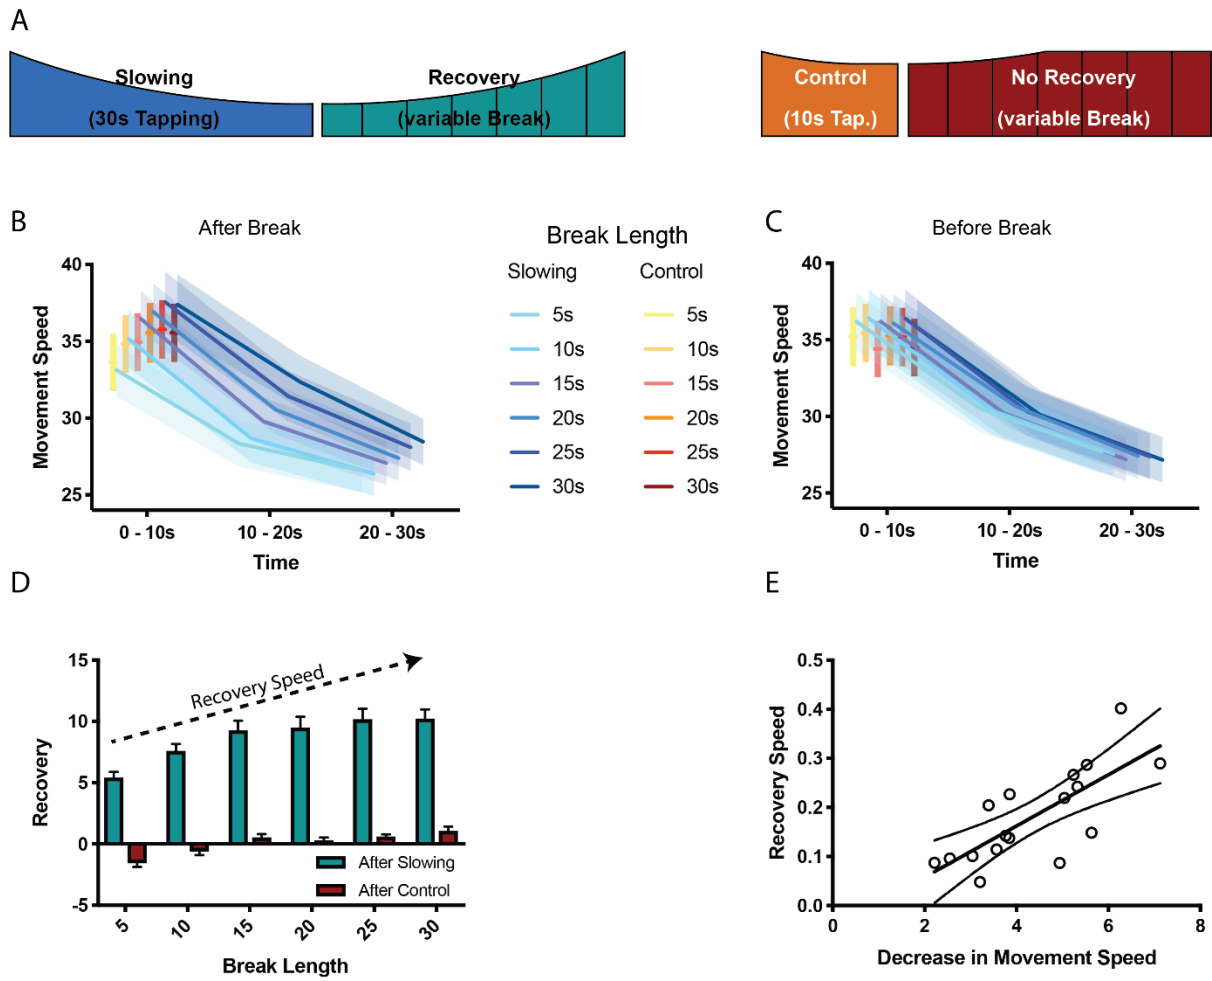 A
Slowing
(30s Tapping)
Recovery
(variable Break)
Control
(10s Tap.)
No Recovery
(variable Break)
B
After Break
Movement Speed
40
35
30
25
0 - 10s
10 - 20s
20 - 30s
Time
Break Length
Slowing
Control
5s
5s
10s
10s
15s
15s
20s
20s
25s
25s
30s
30s
C
Before Break
Movement Speed
40
35
30
25
0 - 10s
10 - 20s
20 - 30s
Time
D
Recovery
15
10
5
0
-5
Recovery Speed
After Slowing
After Control
5
10
15
20
25
30
Break Length
E
Recovery Speed
0.5
0.4
0.3
0.2
0.1
0.0
0
2
4
6
8
Decrease in Movement Speed